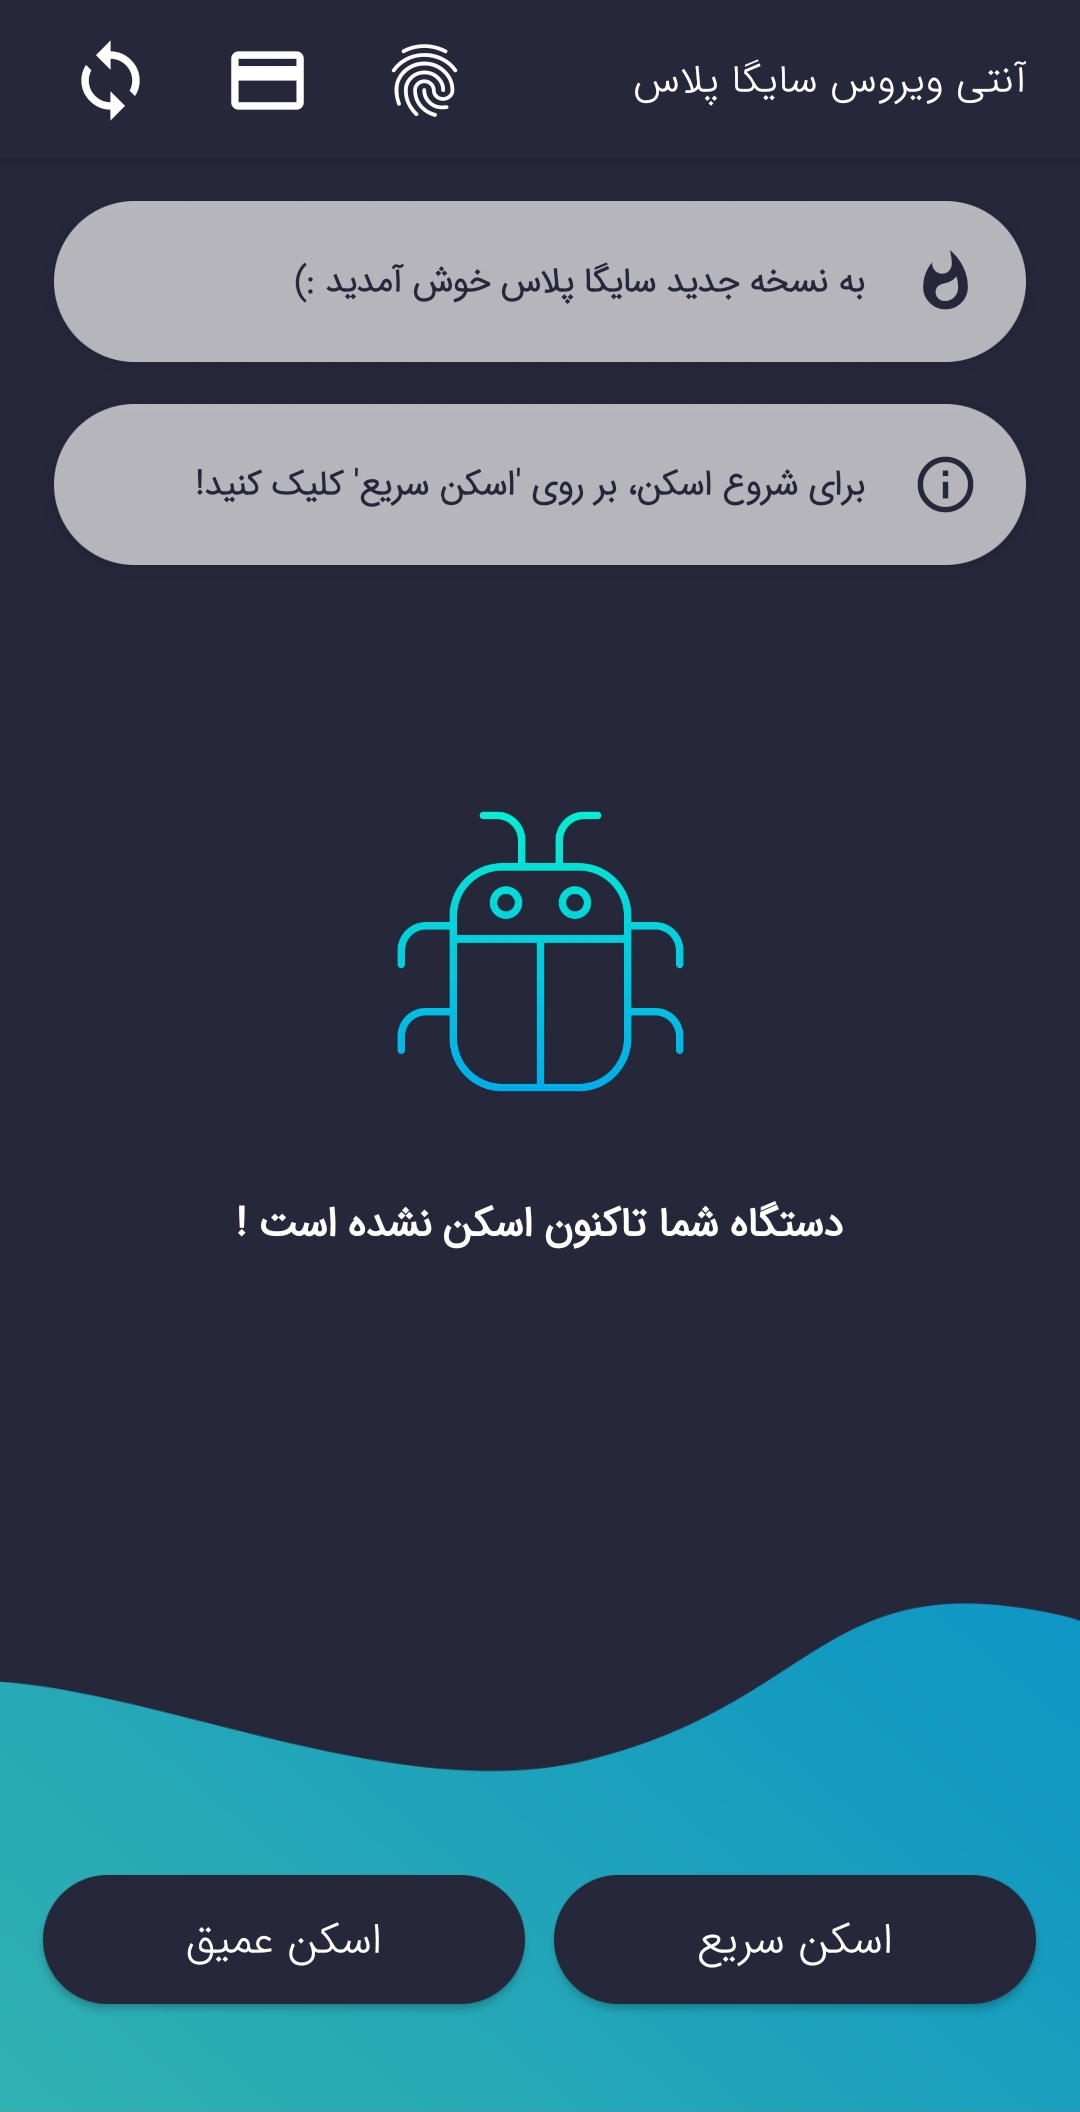 آنتی ویروس سایگا پلاس
به نسخه جدید سایگا پلاس خوش آمدید :)
برای شروع اسکن، بر روی 'اسکن سریع' کلیک کنید!
دستگاه شما تاکنون اسکن نشده است !
اسکن سریع
اسکن عمیق